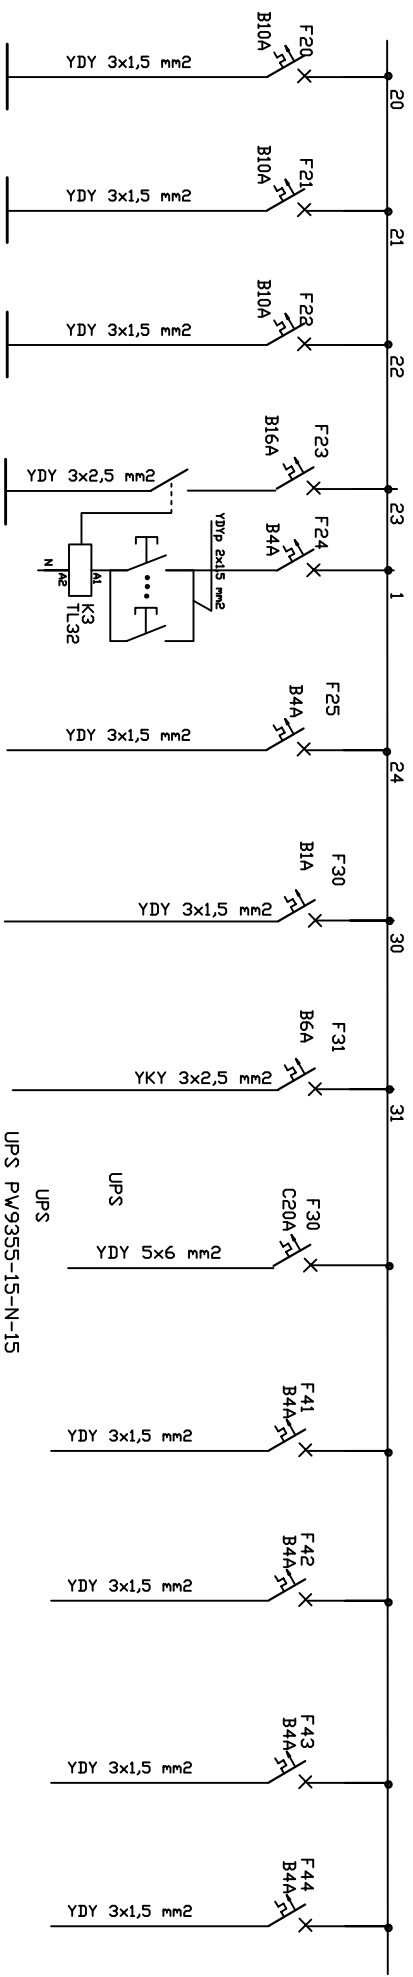 20
F20
B10A
YDY 3x1,5 mm2
21
F21
B10A
YDY 3x1,5 mm2
22
F22
B10A
YDY 3x1,5 mm2
23
F23
B16A
YDY 3x2,5 mm2
1
F24
B4A
YDYp 2x1,5 mm2
A1
A2
N
K3
TL32
24
F25
B4A
YDY 3x1,5 mm2
30
F30
B1A
YDY 3x1,5 mm2
31
F31
B6A
YKY 3x2,5 mm2
F30
C20A
YDY 5x6 mm2
UPS
UPS
UPS PW9355-15-N-15
F41
B4A
YDY 3x1,5 mm2
F42
B4A
YDY 3x1,5 mm2
F43
B4A
YDY 3x1,5 mm2
F44
B4A
YDY 3x1,5 mm2